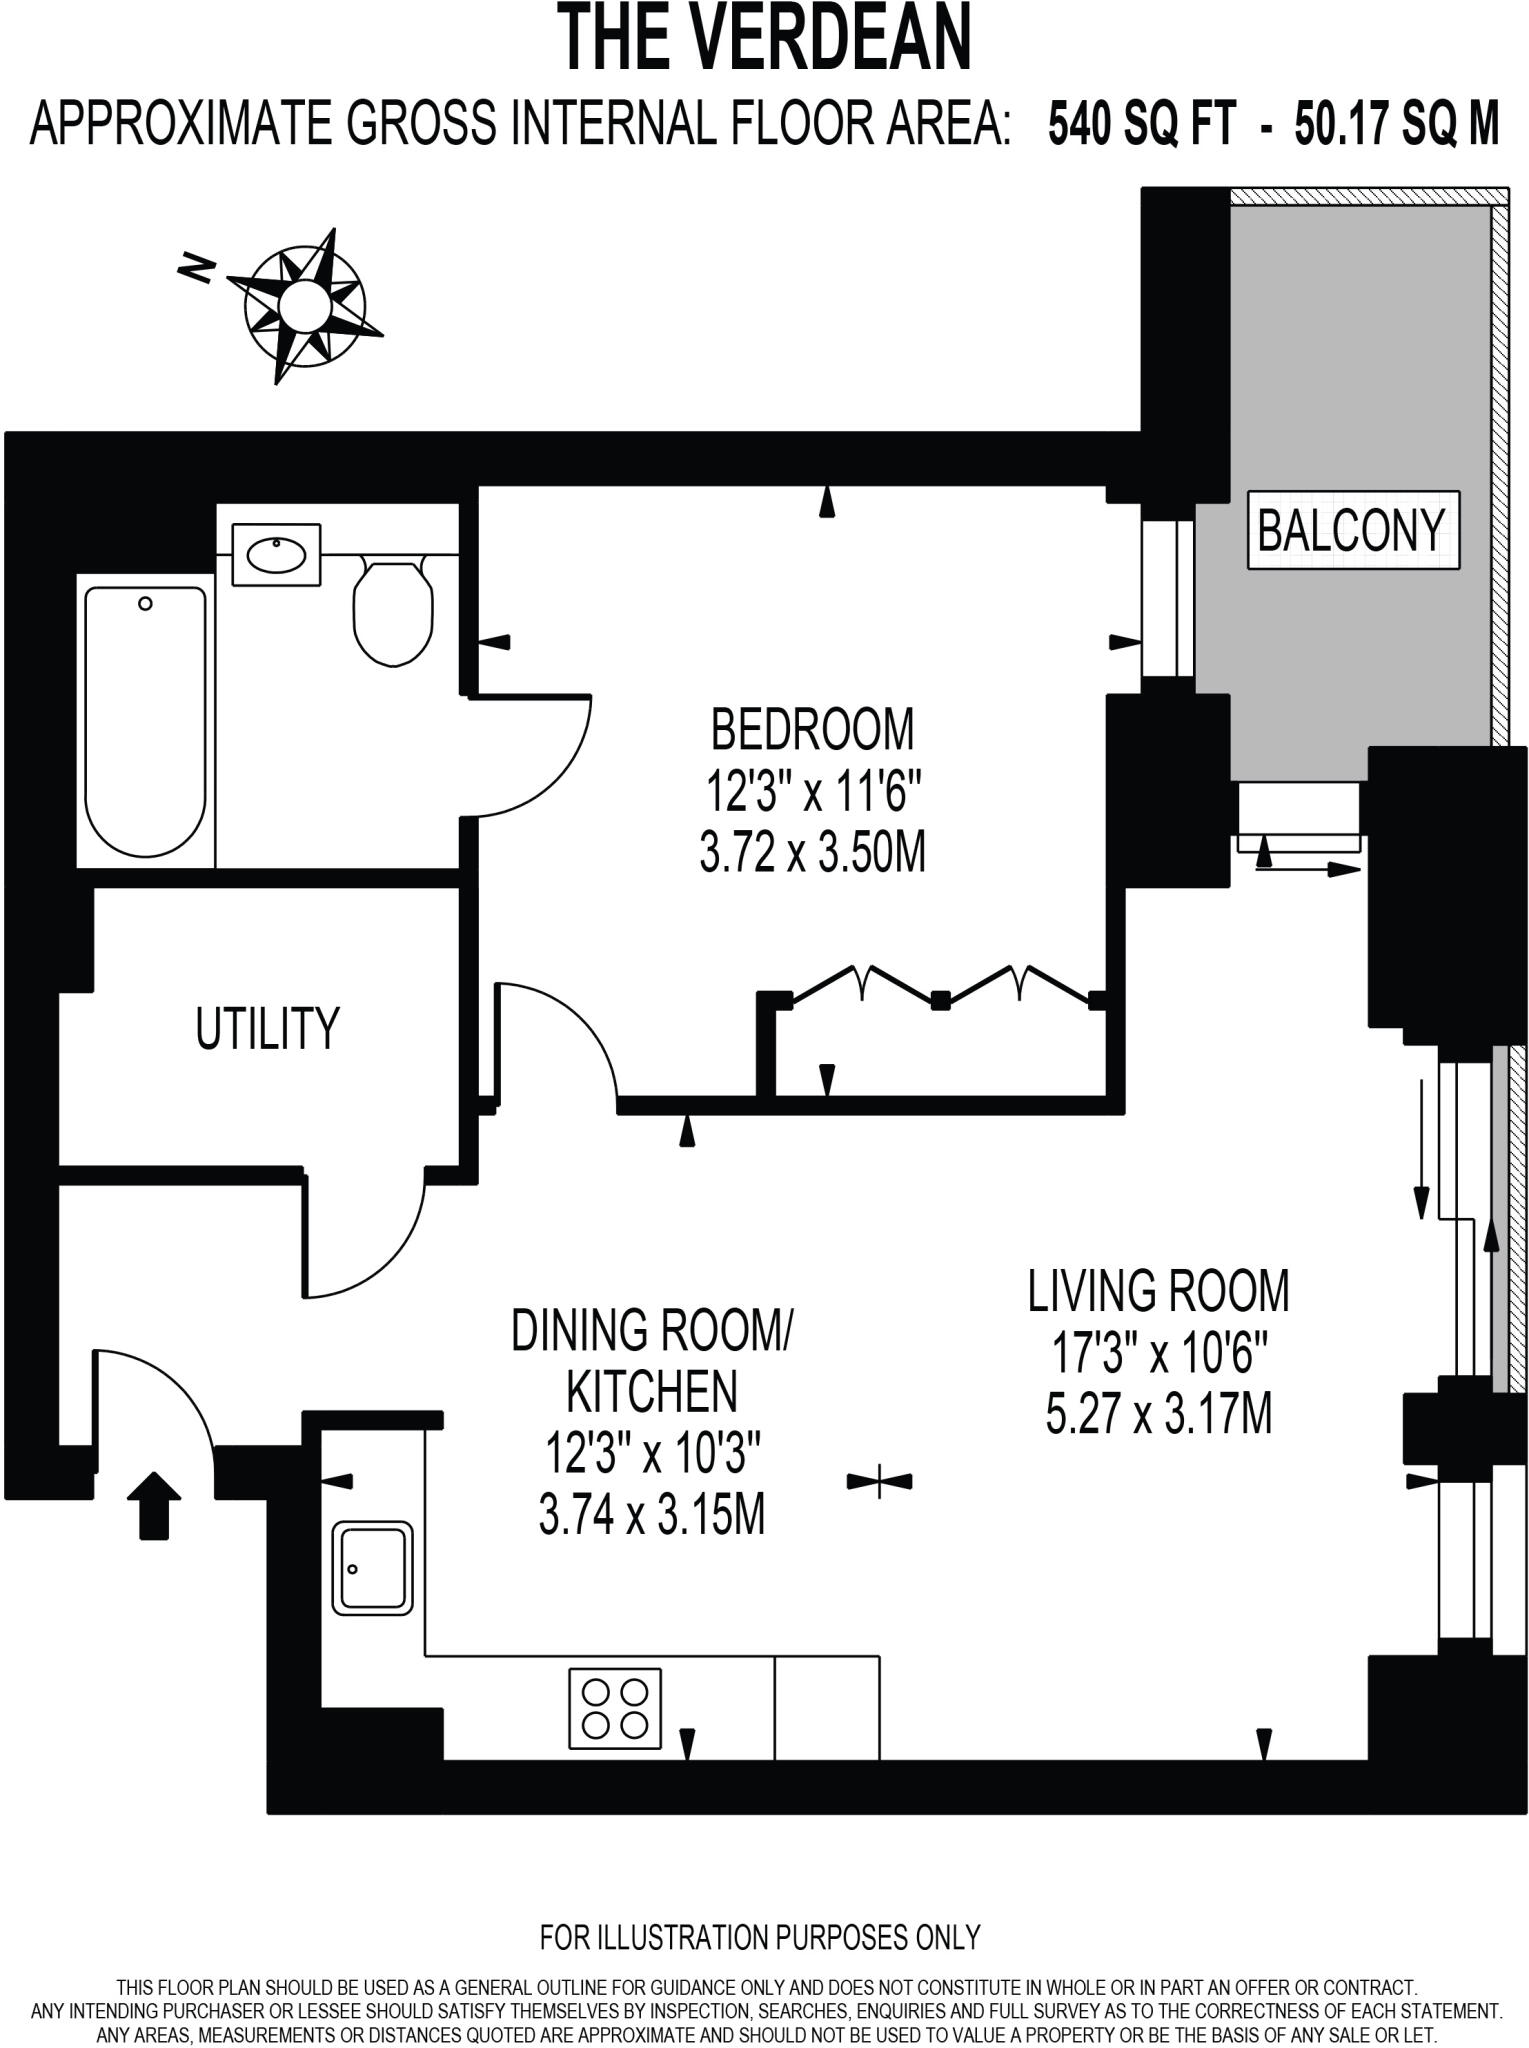 THE VERDEAN
APPROXIMATE GROSS INTERNAL FLOOR AREA: 540 SQ FT - 50.17 SQ M
N
BALCONY
BEDROOM
12'3" x 11'6"
3.72 x 3.50M
UTILITY
LIVING ROOM
17'3" x 10'6"
5.27 x 3.17M
DINING ROOM/
KITCHEN
12'3" x 10'3"
3.74 x 3.15M
FOR ILLUSTRATION PURPOSES ONLY
THIS FLOOR PLAN SHOULD BE USED AS A GENERAL OUTLINE FOR GUIDANCE ONLY AND DOES NOT CONSTITUTE IN WHOLE OR IN PART AN OFFER OR CONTRACT.
ANY INTENDING PURCHASER OR LESSEE SHOULD SATISFY THEMSELVES BY INSPECTION, SEARCHES, ENQUIRIES AND FULL SURVEY AS TO THE CORRECTNESS OF EACH STATEMENT.
ANY AREAS, MEASUREMENTS OR DISTANCES QUOTED ARE APPROXIMATE AND SHOULD NOT BE USED TO VALUE A PROPERTY OR BE THE BASIS OF ANY SALE OR LET.